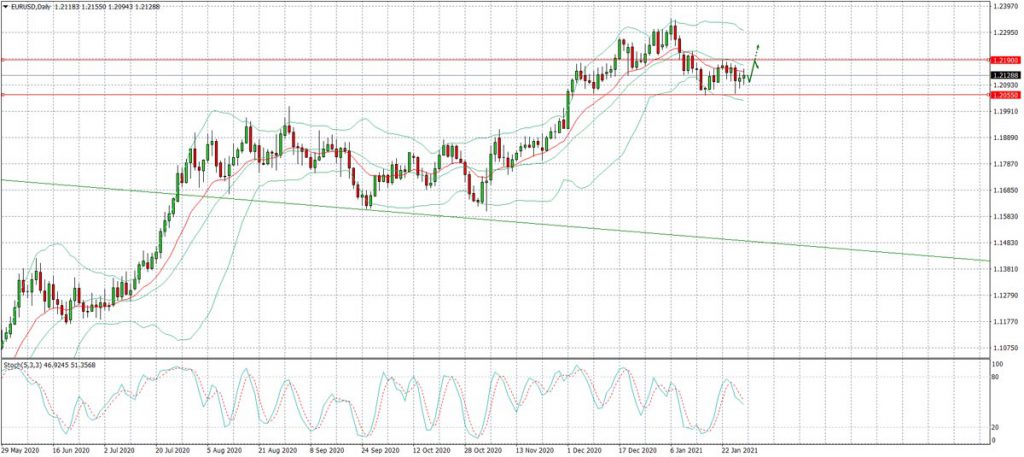 EURUSD,Daily 1.21183 1.21550 1.20943 1.21288
1.23970
1.22950
1.21900
1.21288
1.20930
1.20550
1.19910
1.18890
1.17870
1.16850
1.15830
1.14830
1.13810
1.12790
1.11770
1.10750
Stoch(5,3,3) 46.9245 51.3568
100
80
20
0
29 May 2020
16 Jun 2020
2 Jul 2020
20 Jul 2020
5 Aug 2020
21 Aug 2020
8 Sep 2020
24 Sep 2020
12 Oct 2020
28 Oct 2020
13 Nov 2020
1 Dec 2020
17 Dec 2020
6 Jan 2021
22 Jan 2021